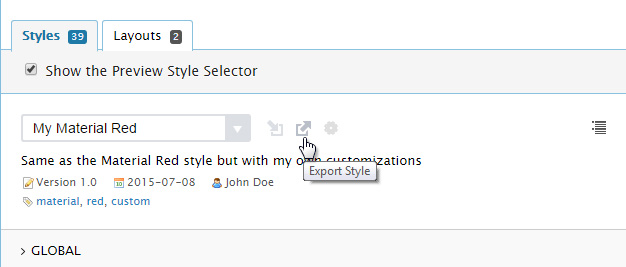 Styles 39 Layouts 2
Show the Preview Style Selector
My Material Red
Same as the Material Red style but with my own customizations
Export Style
Version 1.0 2015-07-08 John Doe
material, red, custom
GLOBAL